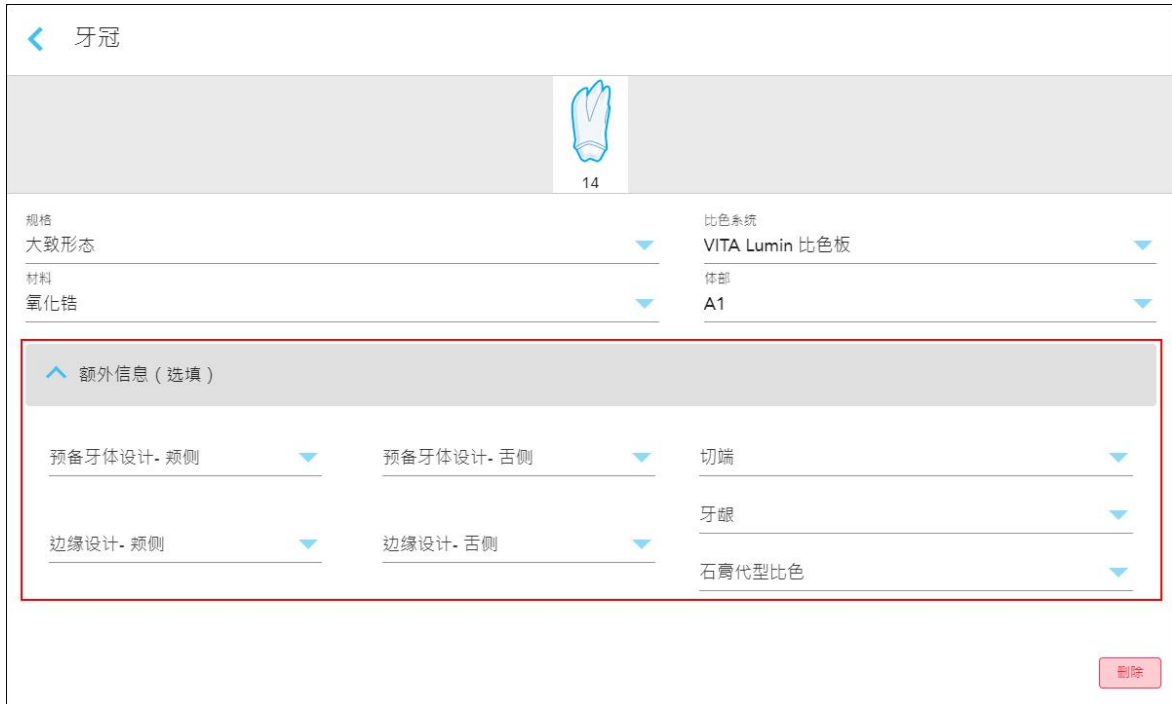 牙冠
14
规格
大致形态
比色系统
VITA Lumin 比色板
材料
氧化锆
体部
A1
额外信息(选填)
预备牙体设计- 颊侧
预备牙体设计- 舌侧
切端
牙龈
边缘设计- 颊侧
边缘设计- 舌侧
石膏代型比色
删除